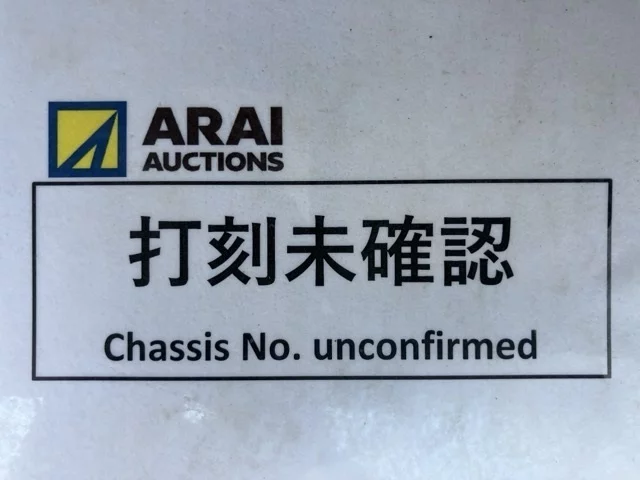 ARAI
AUCTIONS
打刻未確認
Chassis No. unconfirmed